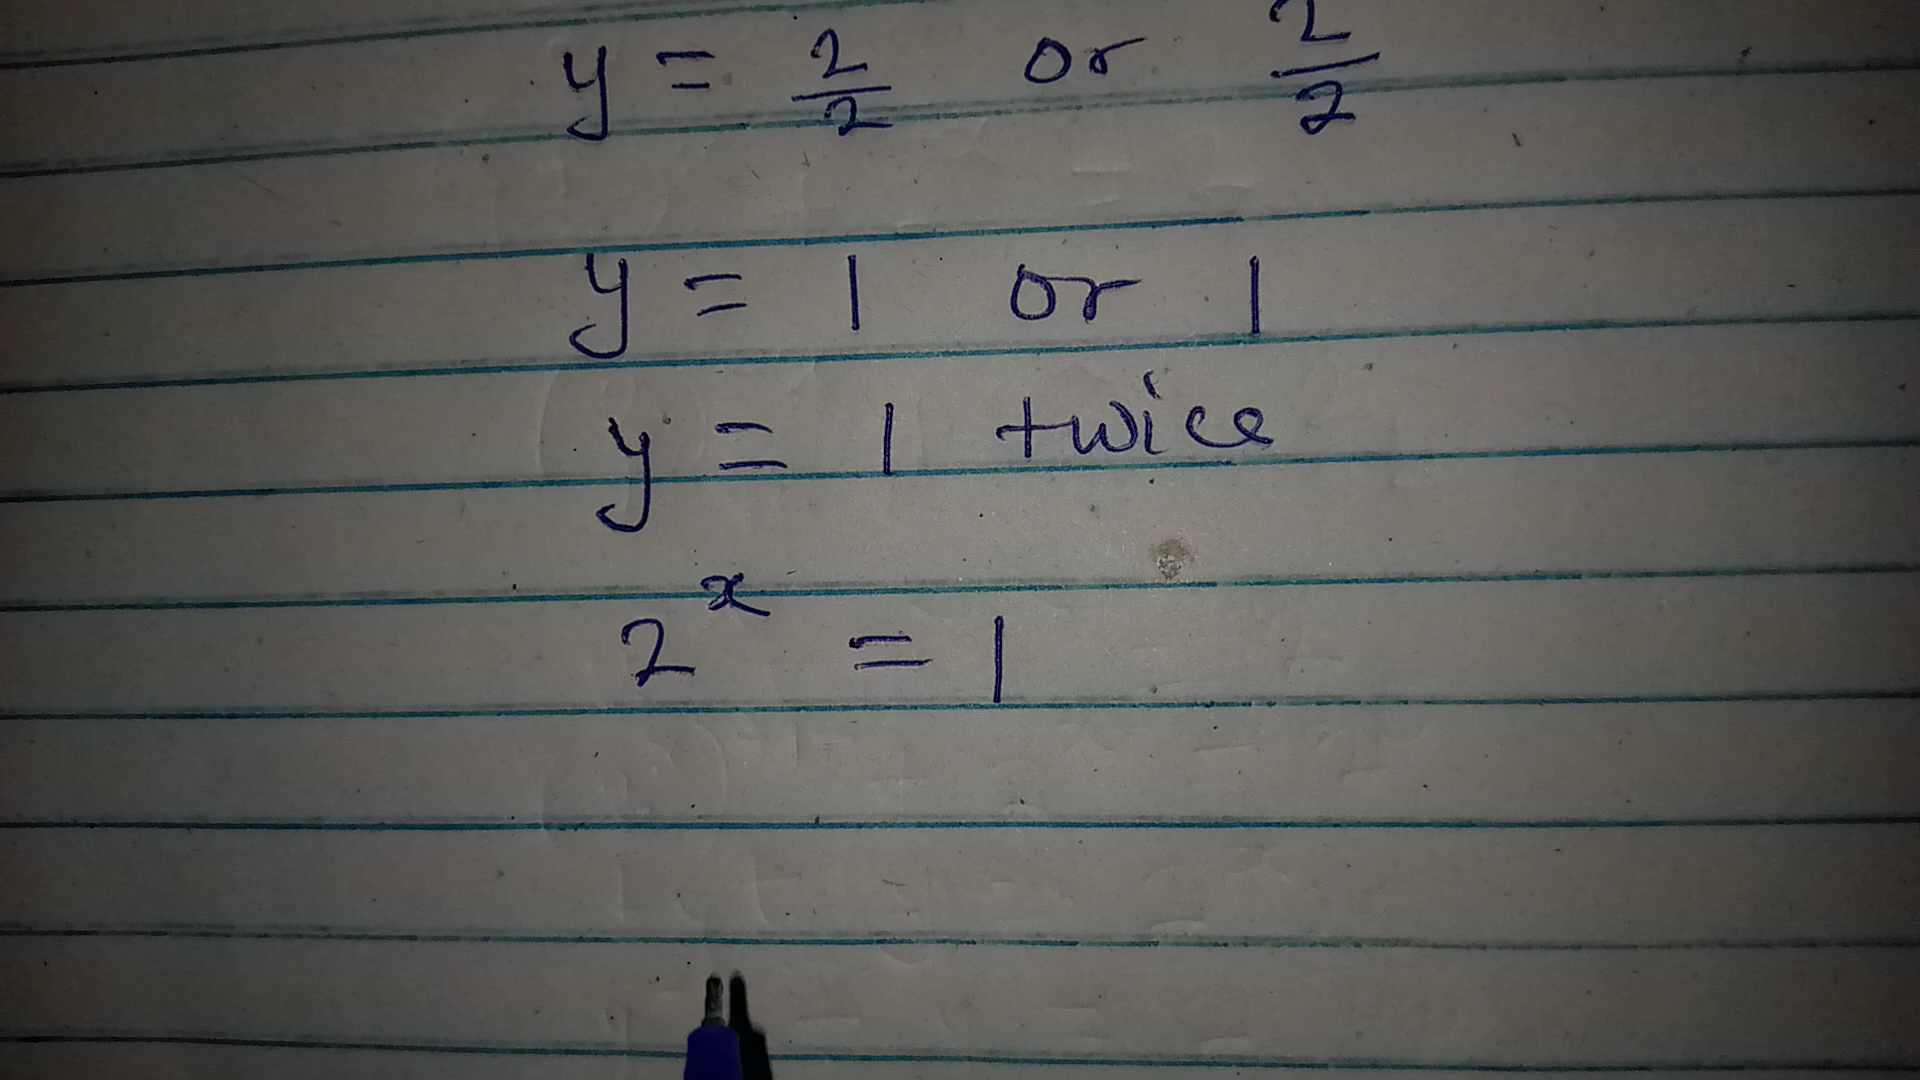 y = 2/2 or 2/2
y = 1 or 1
y = 1 twice
2^x = 1